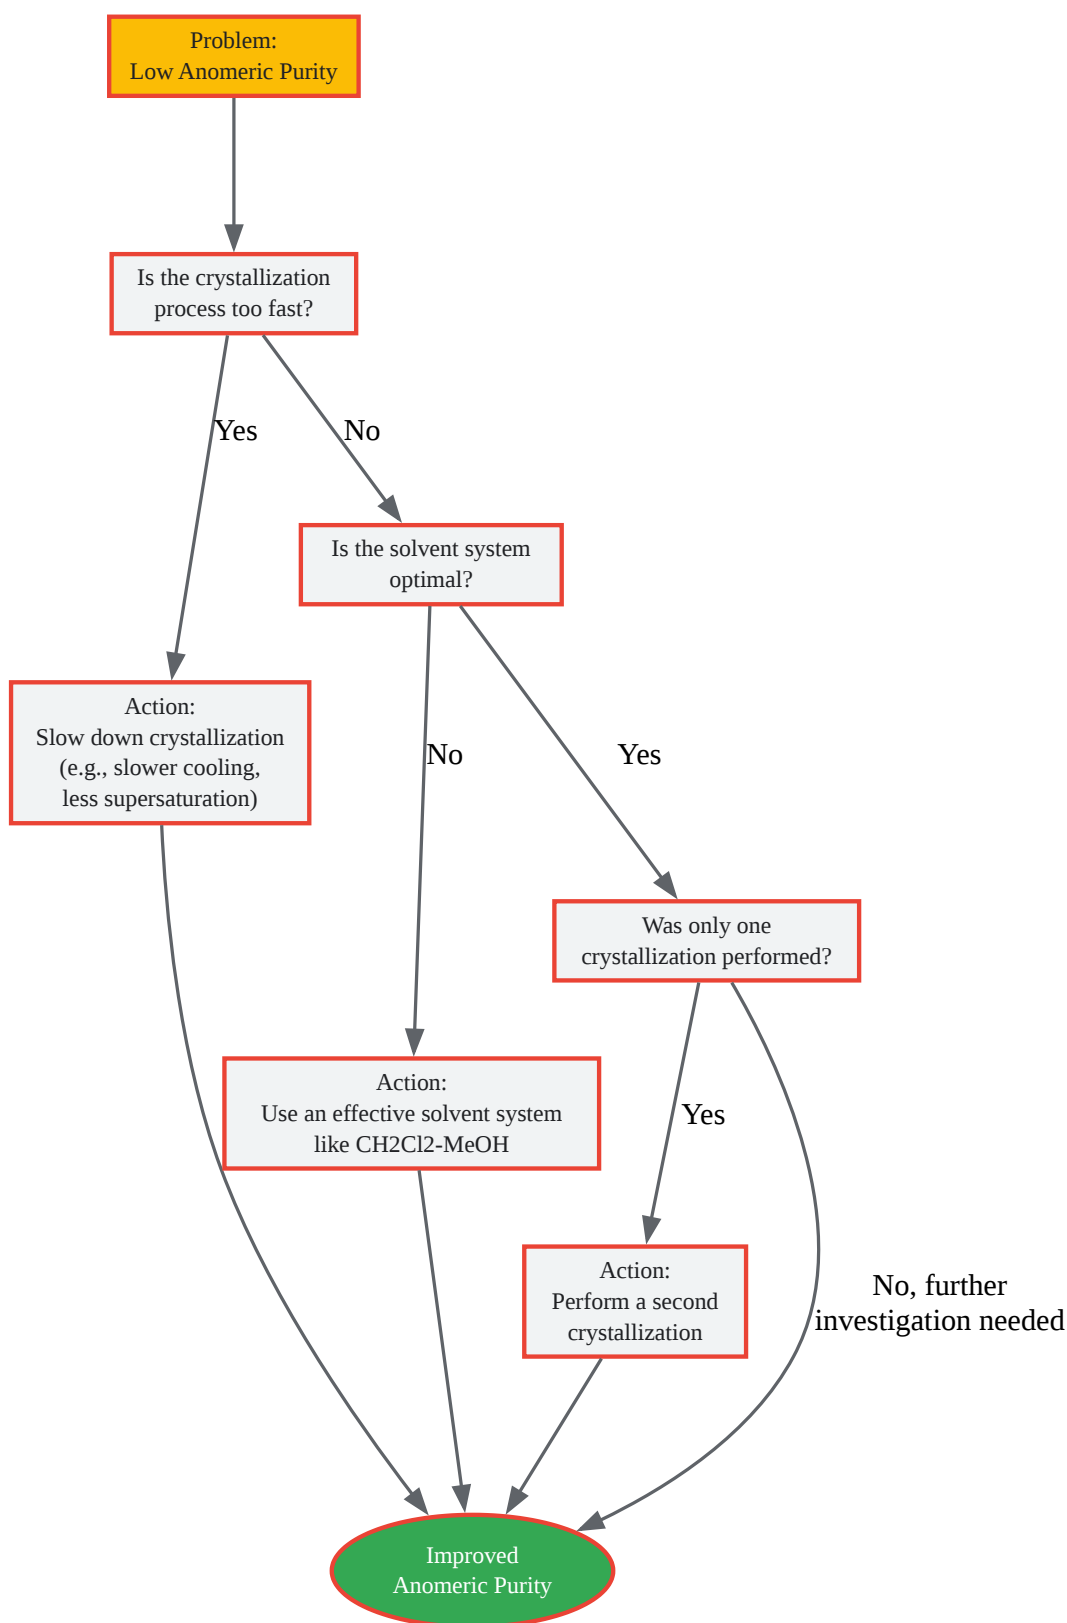 Problem:
Low Anomeric Purity
Is the crystallization
process too fast?
Yes
No
Is the solvent system
optimal?
Action:
Slow down crystallization
(e.g., slower cooling,
less supersaturation)
No
Yes
Was only one
crystallization performed?
Action:
Use an effective solvent system
like CH2Cl2-MeOH
Yes
Action:
Perform a second
crystallization
No, further
investigation needed
Improved
Anomeric Purity